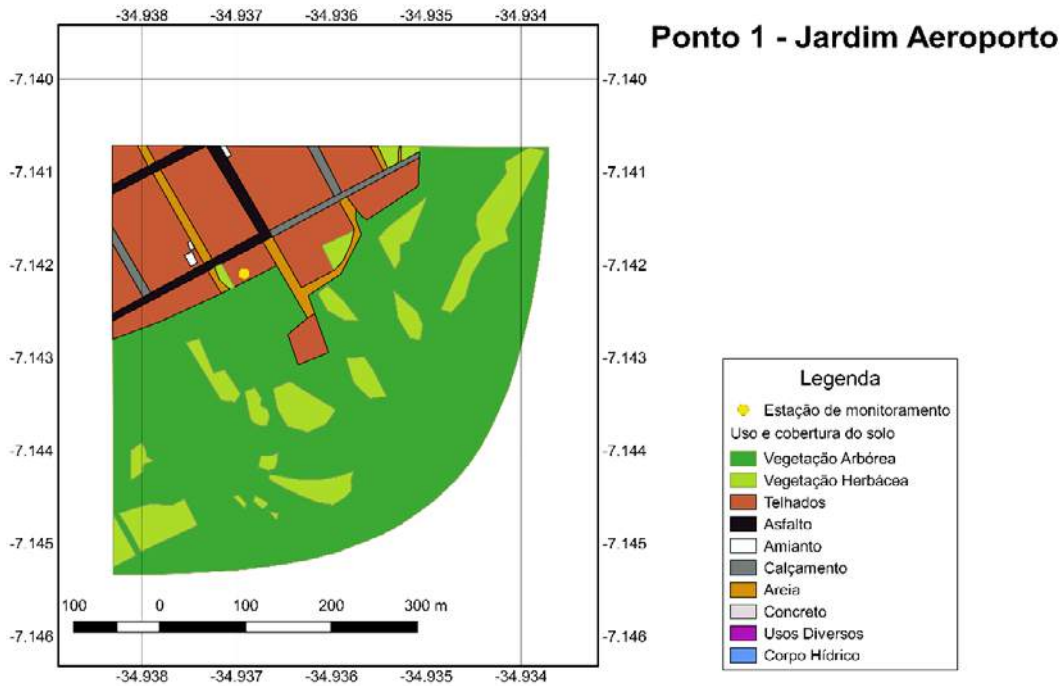 -34.938 -34.937 -34.936 -34.935 -34.934
Ponto 1 - Jardim Aeroporto
-7.140 -7.140
-7.141 -7.141
-7.142 -7.142
-7.143 -7.143
Legenda
Estação de monitoramento
Uso e cobertura do solo
-7.144 -7.144
Vegetação Arbórea
Vegetação Herbácea
Telhados
Asfalto
-7.145 -7.145
Amianto
Calçamento
Areia
100 0 100 200 300 m
Concreto
-7.146 -7.146
Usos Diversos
Corpo Hídrico
-34.938 -34.937 -34.936 -34.935 -34.934